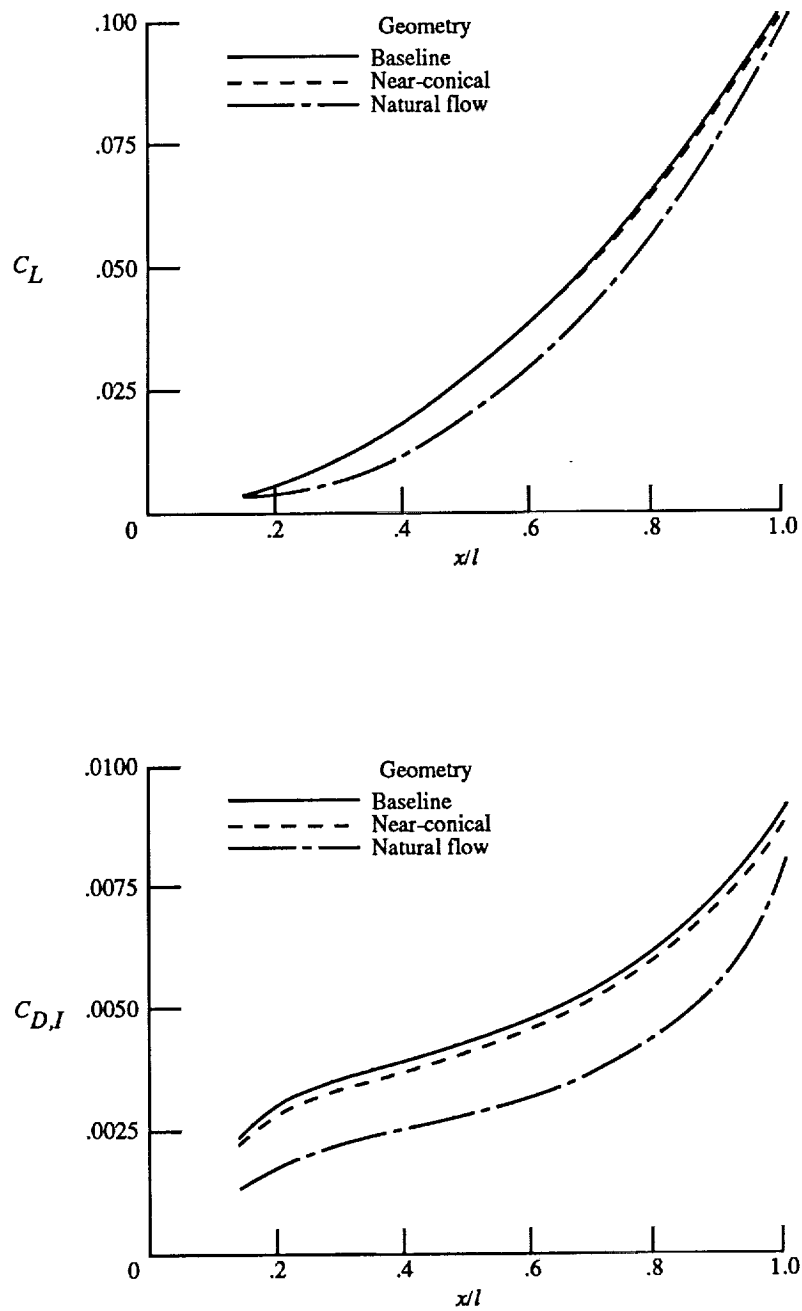 .100
Geometry
Baseline
Near-conical
Natural flow
.075
C_L
.050
.025
0
.2
.4
.6
.8
1.0
x/l
.0100
Geometry
Baseline
Near-conical
Natural flow
.0075
C_D,I
.0050
.0025
0
.2
.4
.6
.8
1.0
x/l